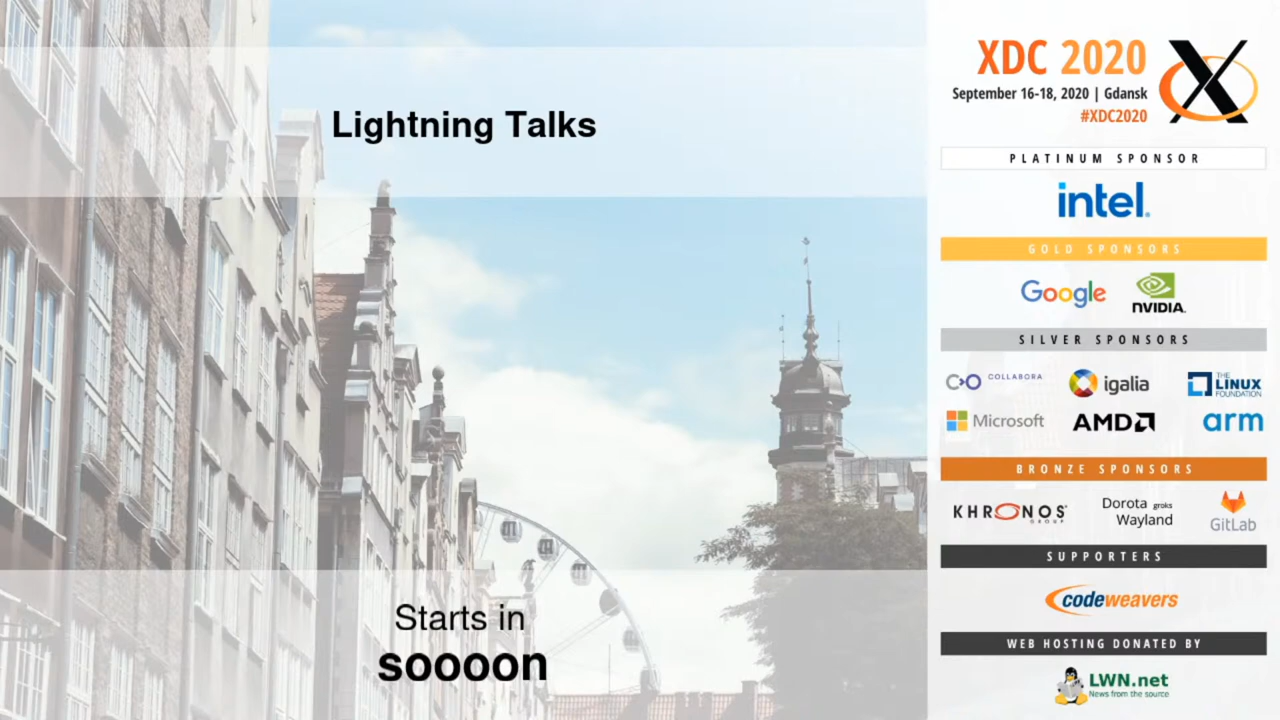 Lightning Talks
Starts in
soooon
XDC 2020
September 16-18, 2020 | Gdansk
#XDC2020
PLATINUM SPONSOR
intel.
GOLD SPONSORS
Google
NVIDIA.
SILVER SPONSORS
COLLABORA
igalia
THE
LINUX
FOUNDATION
Microsoft
AMD
arm
BRONZE SPONSORS
KHRONOS
GROUP
Dorota groks
Wayland
GitLab
SUPPORTERS
codeweavers
WEB HOSTING DONATED BY
LWN.net
News from the source